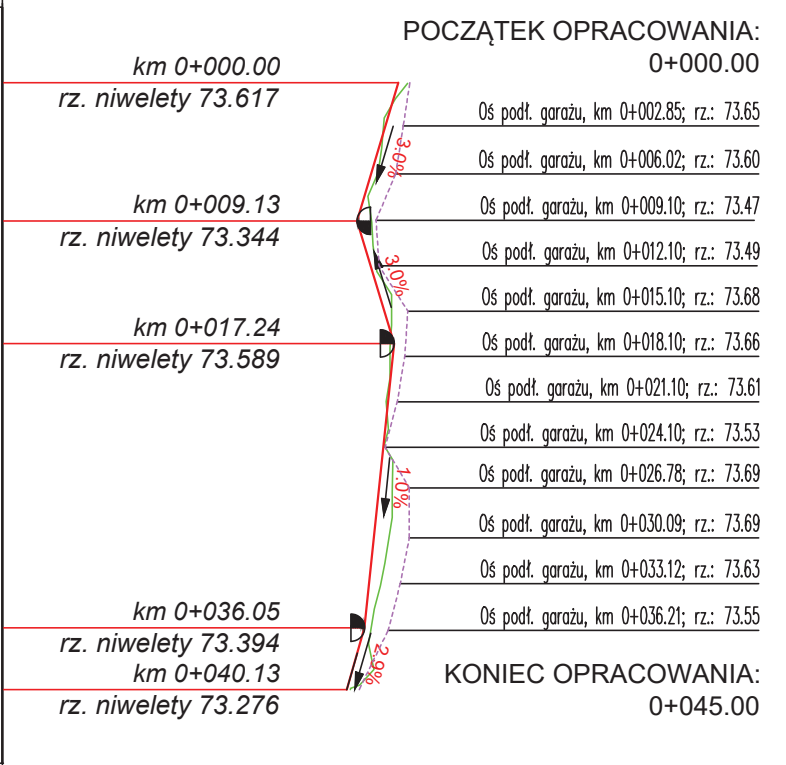 POCZĄTEK OPRACOWANIA:
0+000.00
km 0+000.00
rz. niwelety 73.617
Oś podł. garażu, km 0+002.85; rz.: 73.65
3.0%
Oś podł. garażu, km 0+006.02; rz.: 73.60
km 0+009.13
rz. niwelety 73.344
Oś podł. garażu, km 0+009.10; rz.: 73.47
Oś podł. garażu, km 0+012.10; rz.: 73.49
3.0%
Oś podł. garażu, km 0+015.10; rz.: 73.68
km 0+017.24
rz. niwelety 73.589
Oś podł. garażu, km 0+018.10; rz.: 73.66
Oś podł. garażu, km 0+021.10; rz.: 73.61
Oś podł. garażu, km 0+024.10; rz.: 73.53
Oś podł. garażu, km 0+026.78; rz.: 73.69
1.0%
Oś podł. garażu, km 0+030.09; rz.: 73.69
Oś podł. garażu, km 0+033.12; rz.: 73.63
km 0+036.05
rz. niwelety 73.394
Oś podł. garażu, km 0+036.21; rz.: 73.55
km 0+040.13
rz. niwelety 73.276
2.9%
KONIEC OPRACOWANIA:
0+045.00